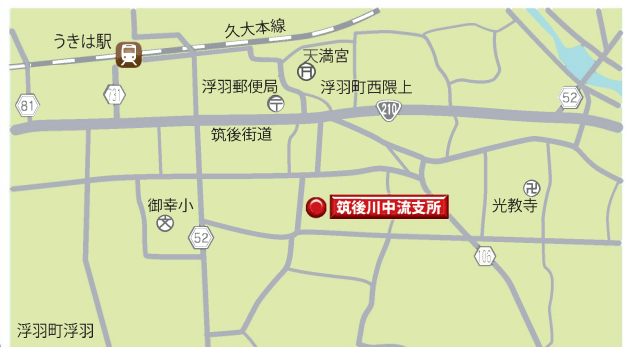 久大本線
うきは駅
天満宮
81
731
浮羽郵便局
浮羽町西隈上
52
210
筑後街道
御幸小
筑後川中流支所
光教寺
卍
52
106
浮羽町浮羽